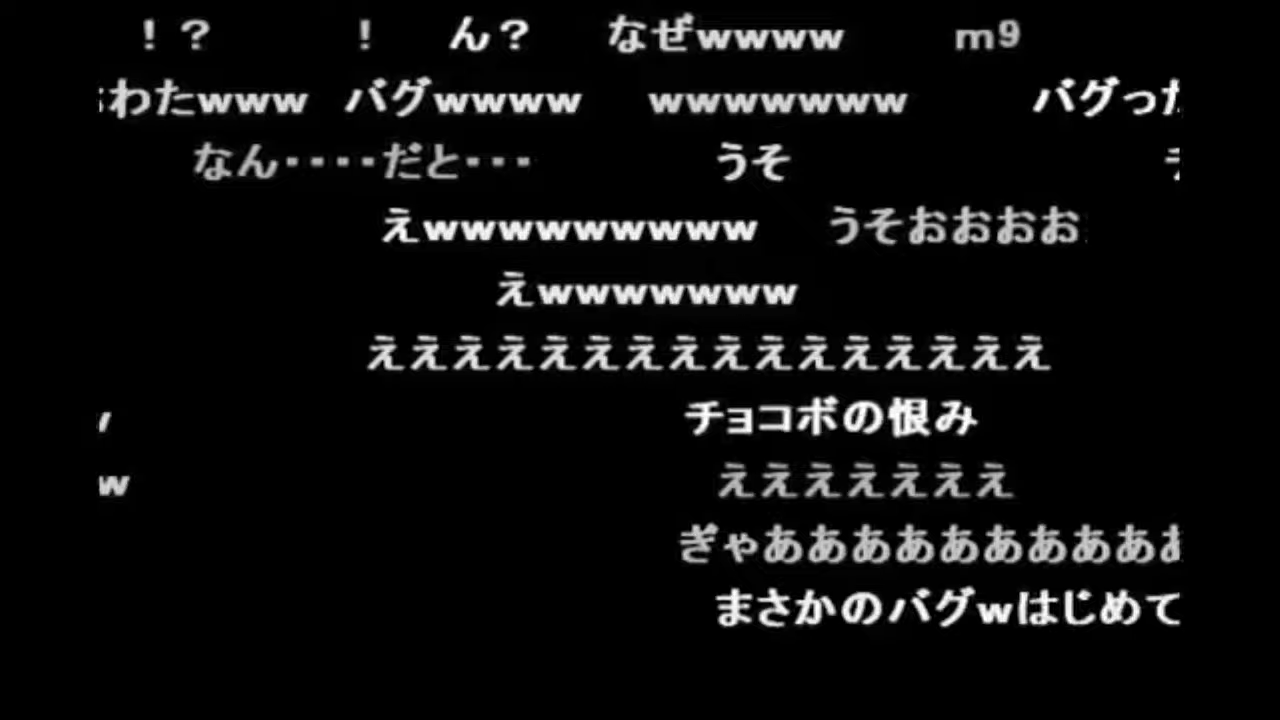 ！？ ！ ん？ なぜwwww m9
わたwww バグwwww wwwwwww バグった
なん・・・・だと・・・ うそ
えwwwwwwwww うそおおおお
えwwwwwww
ええええええええええええええええ
チョコボの恨み
w えええええええ
ぎゃああああああああああ
まさかのバグwはじめて